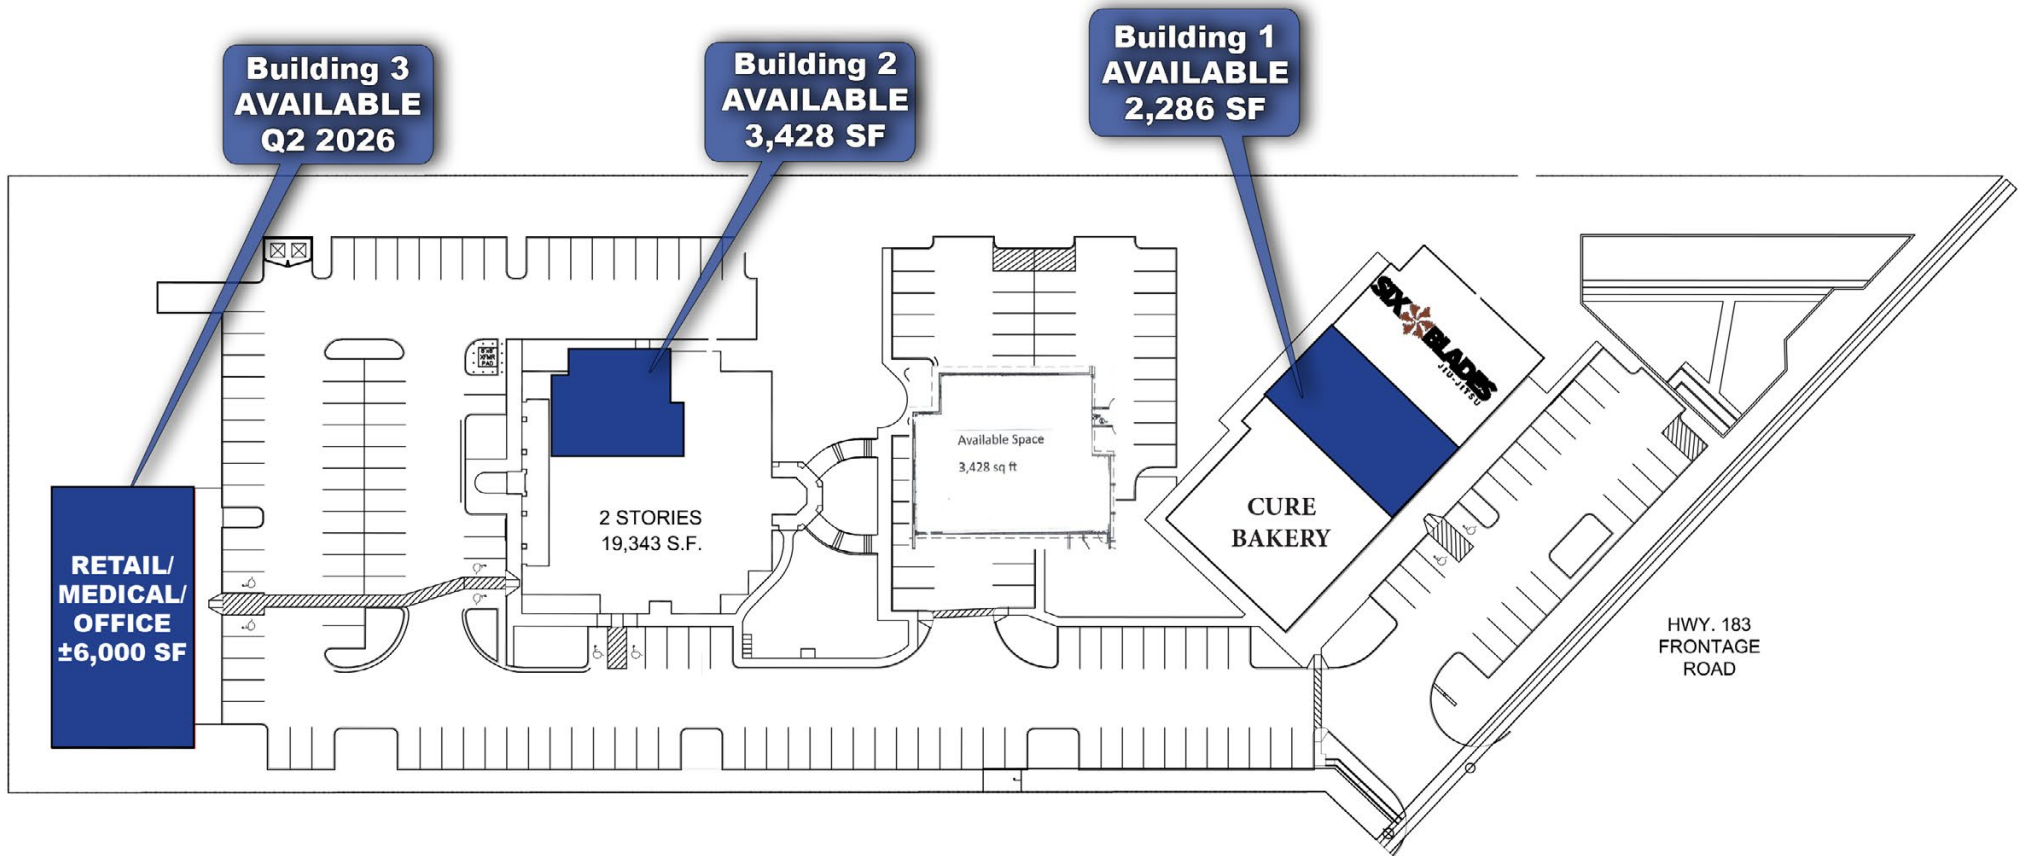 Building 3
AVAILABLE
Q2 2026
Building 2
AVAILABLE
3,428 SF
Building 1
AVAILABLE
2,286 SF
SIX BLADES
JIU-JITSU
XFMR
PAD
Available Space
3,428 sq ft
2 STORIES
19,343 S.F.
CURE
BAKERY
RETAIL/
MEDICAL/
OFFICE
±6,000 SF
HWY. 183
FRONTAGE
ROAD